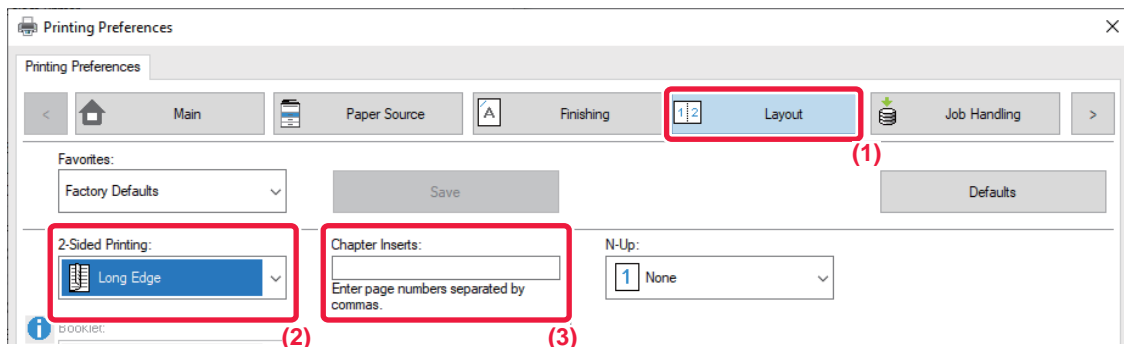 Printing Preferences
Printing Preferences
< Main Paper Source A Finishing 1 2 Layout Job Handling >
(1)
Favorites:
Factory Defaults Save Defaults
2-Sided Printing: Chapter Inserts: N-Up:
Long Edge 1 None
Enter page numbers separated by
commas.
Booklet:
(2) (3)